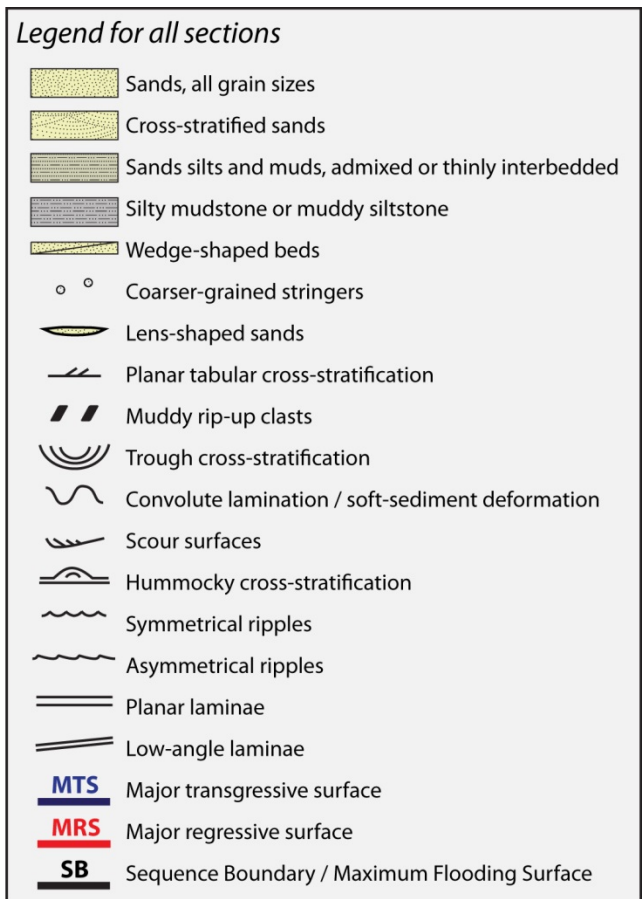 Legend for all sections
Sands, all grain sizes
Cross-stratified sands
Sands silts and muds, admixed or thinly interbedded
Silty mudstone or muddy siltstone
Wedge-shaped beds
Coarser-grained stringers
Lens-shaped sands
Planar tabular cross-stratification
Muddy rip-up clasts
Trough cross-stratification
Convolute lamination / soft-sediment deformation
Scour surfaces
Hummocky cross-stratification
Symmetrical ripples
Asymmetrical ripples
Planar laminae
Low-angle laminae
MTS Major transgressive surface
MRS Major regressive surface
SB Sequence Boundary / Maximum Flooding Surface